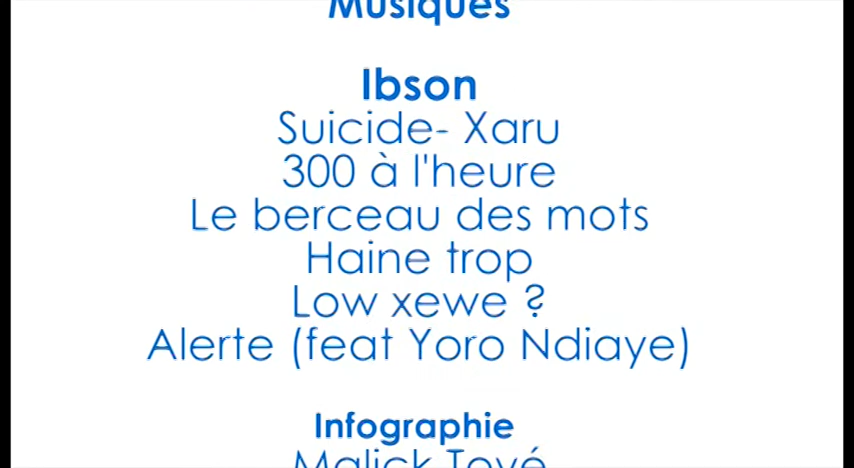 Musiques
Ibson
Suicide- Xaru
300 à l'heure
Le berceau des mots
Haine trop
Low xewe ?
Alerte (feat Yoro Ndiaye)
Infographie
Malick Tové